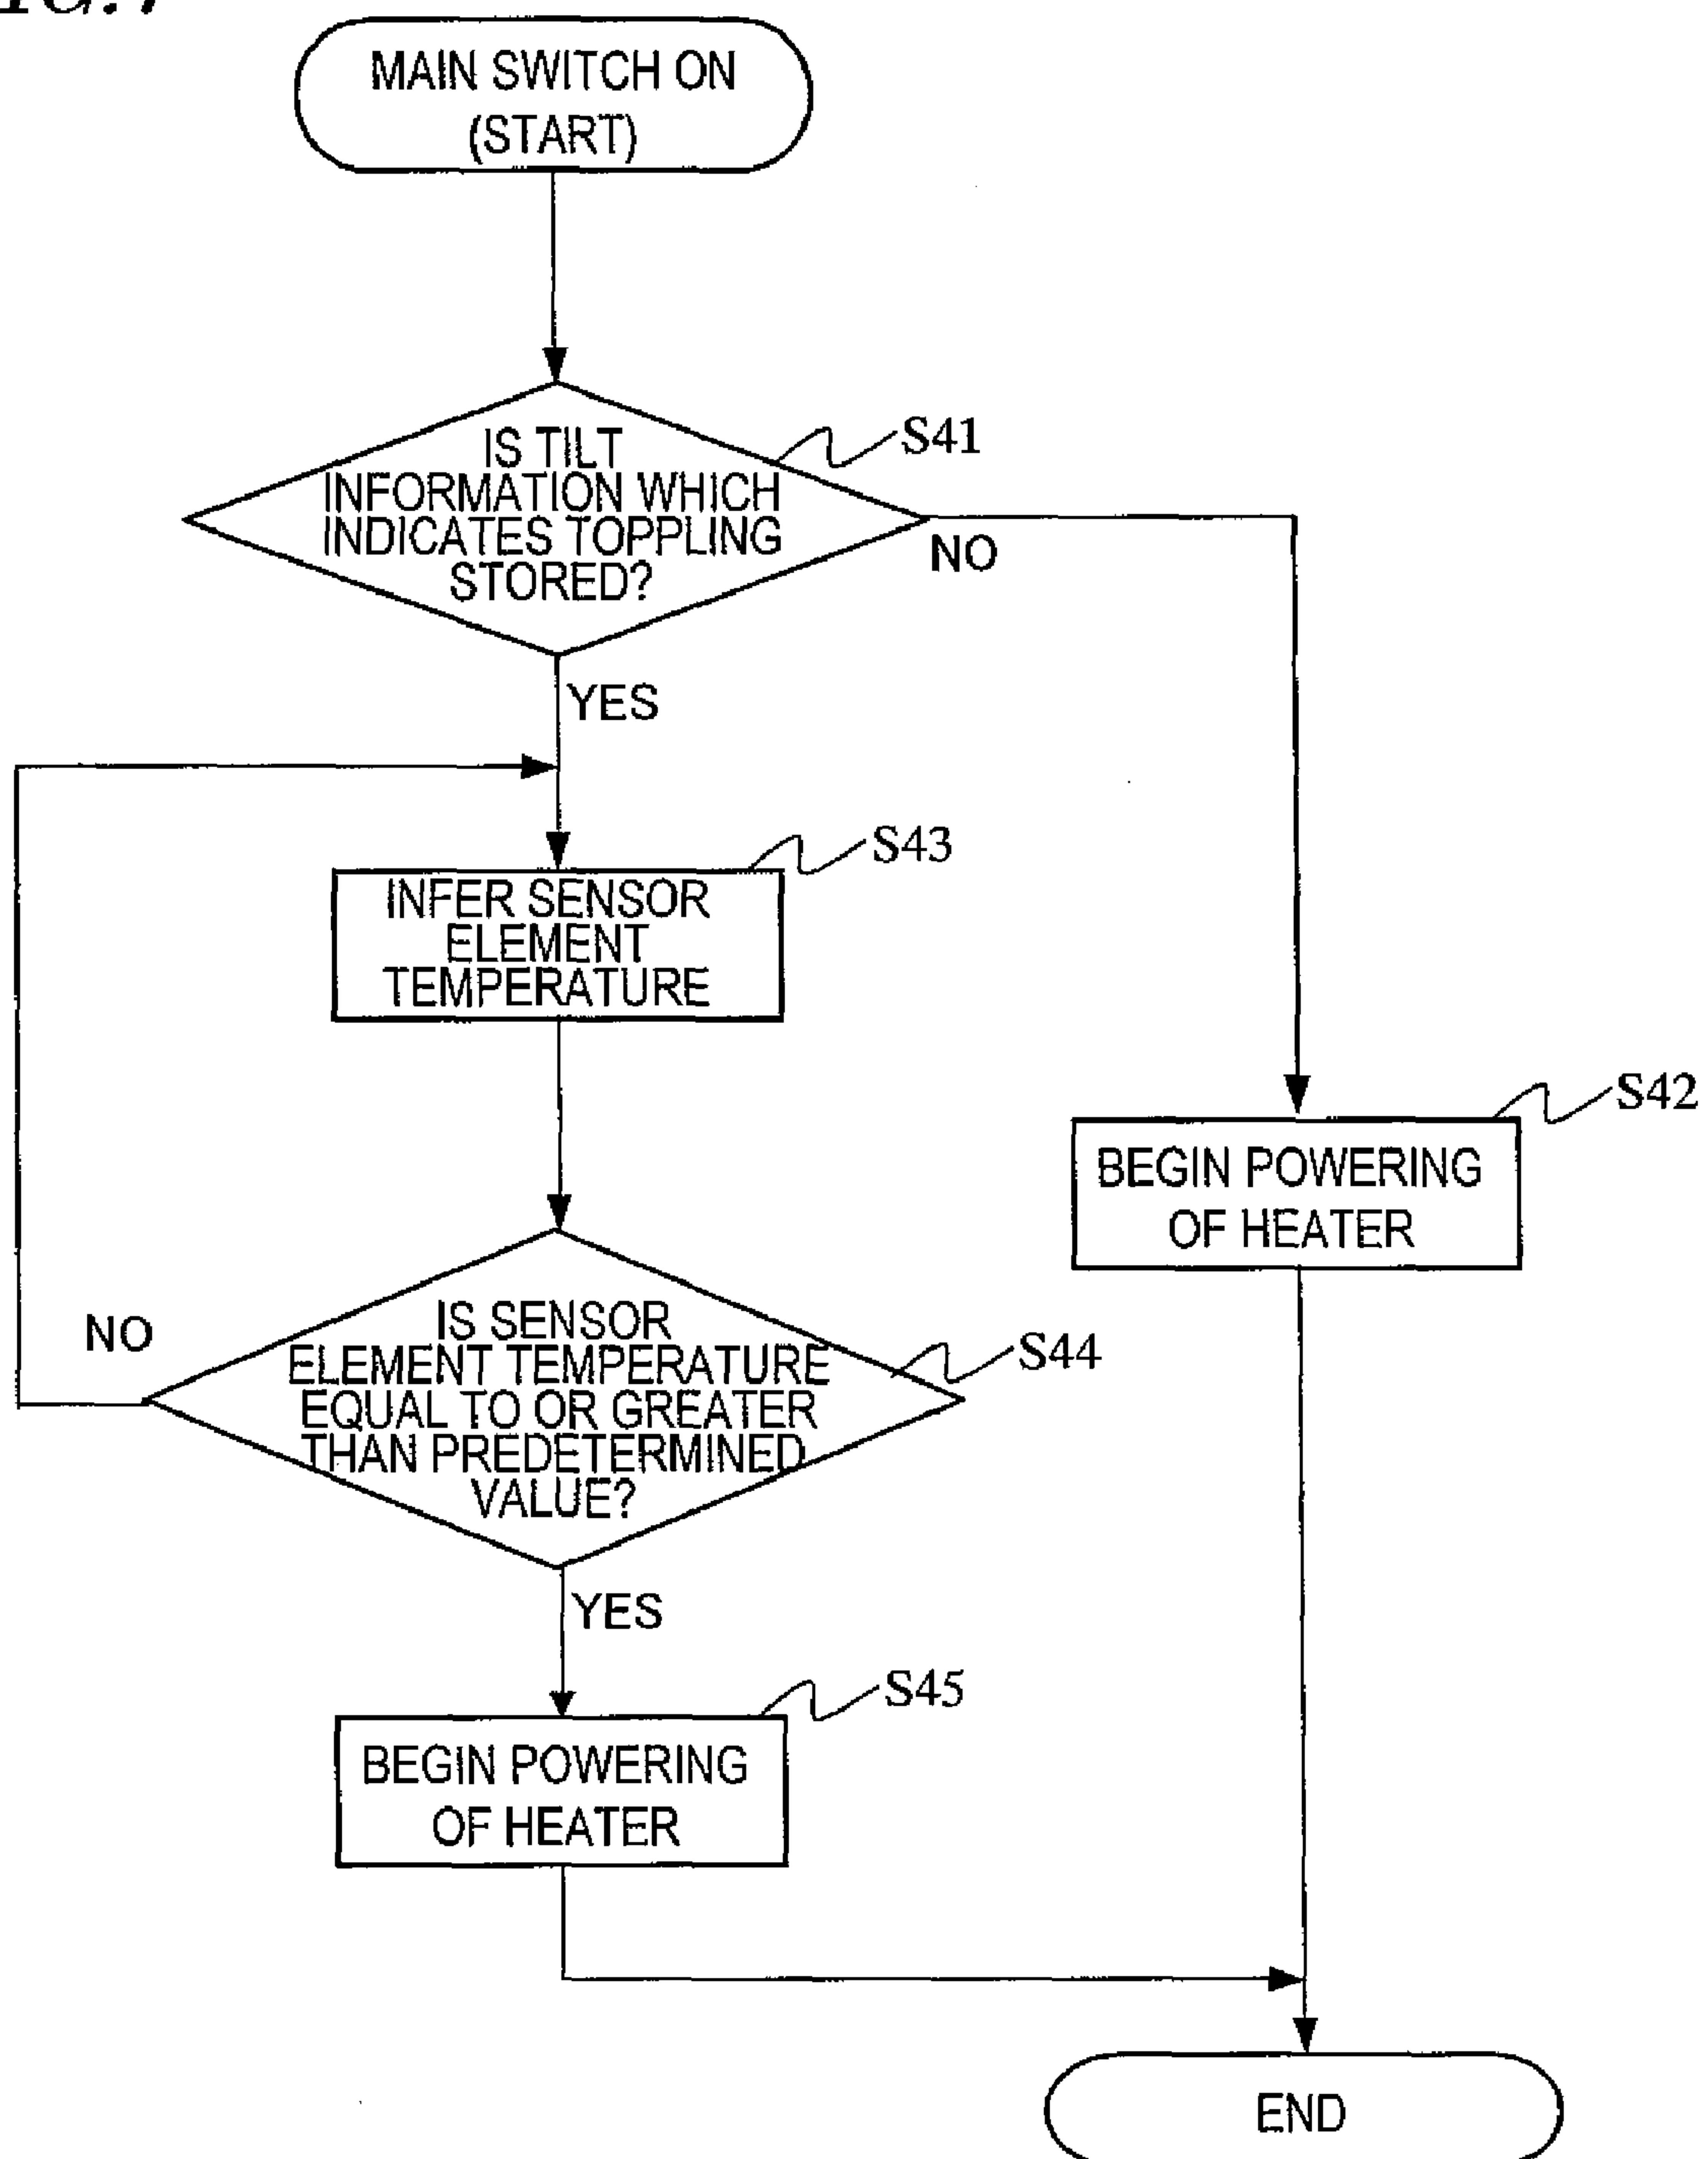 MAIN SWITCH ON
(START)
S41
IS TILT
INFORMATION WHICH
INDICATES TOPPLING
STORED?
NO
YES
S43
INFER SENSOR
ELEMENT
TEMPERATURE
S42
BEGIN POWERING
OF HEATER
NO
S44
IS SENSOR
ELEMENT TEMPERATURE
EQUAL TO OR GREATER
THAN PREDETERMINED
VALUE?
YES
S45
BEGIN POWERING
OF HEATER
END